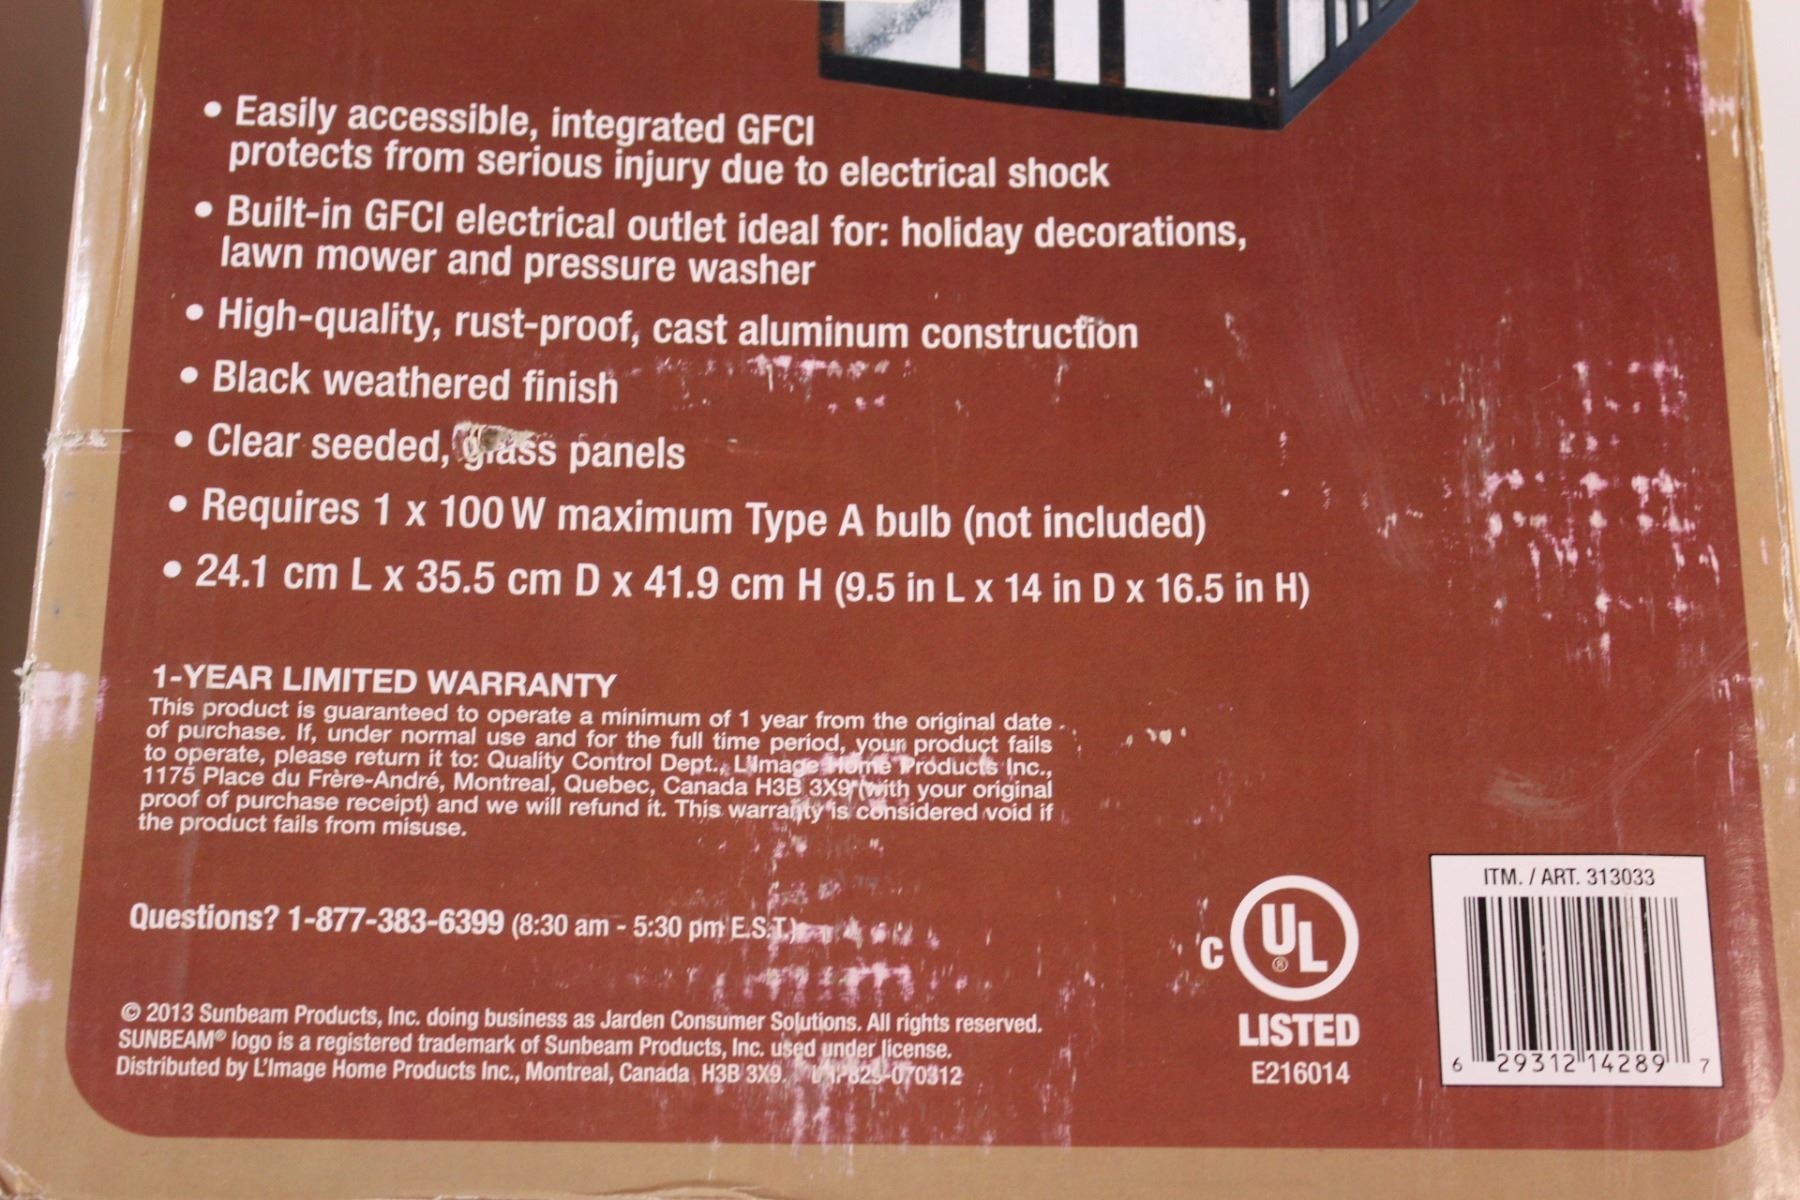 • Easily accessible, integrated GFCI
protects from serious injury due to electrical shock
• Built-in GFCI electrical outlet ideal for: holiday decorations,
lawn mower and pressure washer
• High-quality, rust-proof, cast aluminum construction
• Black weathered finish
• Clear seeded, glass panels
• Requires 1 x 100 W maximum Type A bulb (not included)
• 24.1 cm L x 35.5 cm D x 41.9 cm H (9.5 in L x 14 in D x 16.5 in H)
1-YEAR LIMITED WARRANTY
This product is guaranteed to operate a minimum of 1 year from the original date
of purchase. If, under normal use and for the full time period, your product fails
to operate, please return it to: Quality Control Dept., L'Image Home Products Inc.,
1175 Place du Frère-André, Montreal, Quebec, Canada H3B 3X9 (with your original
proof of purchase receipt) and we will refund it. This warranty is considered void if
the product fails from misuse.
Questions? 1-877-383-6399 (8:30 am - 5:30 pm E.S.T.)
© 2013 Sunbeam Products, Inc. doing business as Jarden Consumer Solutions. All rights reserved.
SUNBEAM® logo is a registered trademark of Sunbeam Products, Inc. used under license.
Distributed by L'Image Home Products Inc., Montreal, Canada H3B 3X9.
C UL ®
LISTED
E216014
ITM. / ART. 313033
6 29312 14289 7